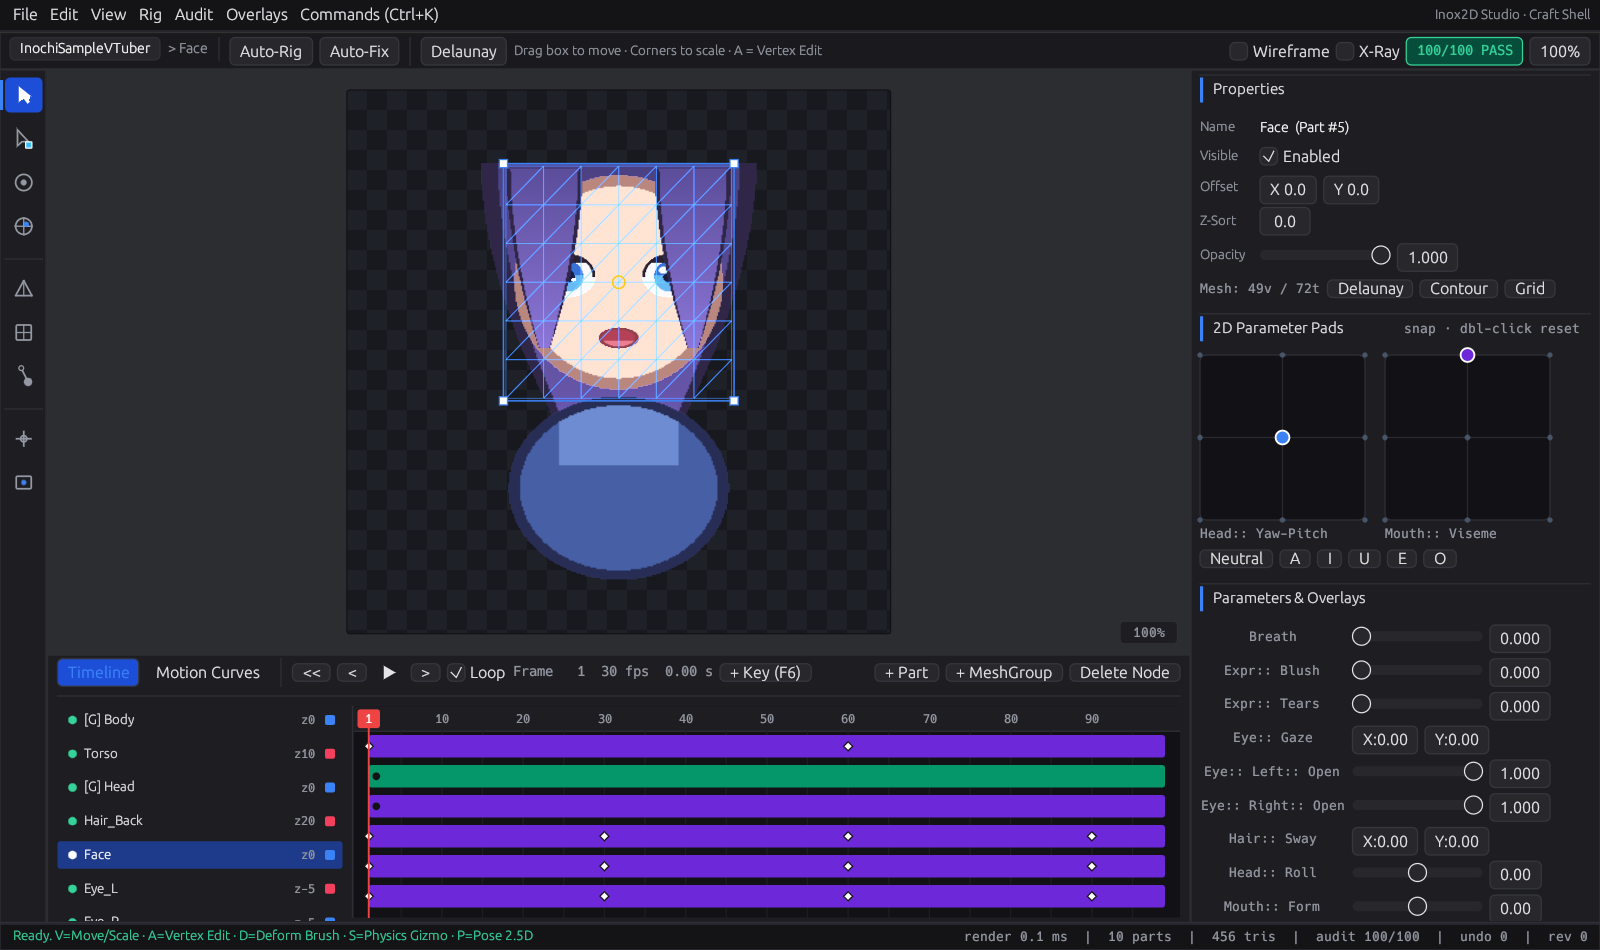 File Edit View Rig Audit Overlays Commands (Ctrl+K) Inox2D Studio · Craft Shell
InochiSampleVTuber > Face Auto-Rig Auto-Fix Delaunay Drag box to move · Corners to scale · A = Vertex Edit Wireframe X-Ray 100/100 PASS 100%
Properties
Name Face (Part #5)
Visible Enabled
Offset X 0.0 Y 0.0
Z-Sort 0.0
Opacity 1.000
Mesh: 49v / 72t Delaunay Contour Grid
2D Parameter Pads snap · dbl-click reset
Head:: Yaw-Pitch Mouth:: Viseme
Neutral A I U E O
Parameters & Overlays
Breath 0.000
Expr:: Blush 0.000
Expr:: Tears 0.000
Eye:: Gaze X:0.00 Y:0.00
Eye:: Left:: Open 1.000
Eye:: Right:: Open 1.000
Hair:: Sway X:0.00 Y:0.00
Head:: Roll 0.00
Mouth:: Form 0.00
100%
Timeline Motion Curves << < > Loop Frame 1 30 fps 0.00 s + Key (F6) + Part + MeshGroup Delete Node
1 10 20 30 40 50 60 70 80 90
[G] Body z0
Torso z10
[G] Head z0
Hair_Back z20
Face z0
Eye_L z-5
Ready. V=Move/Scale · A=Vertex Edit · D=Deform Brush · S=Physics Gizmo · P=Pose 2.5D render 0.1 ms | 10 parts | 456 tris | audit 100/100 | undo 0 | rev 0